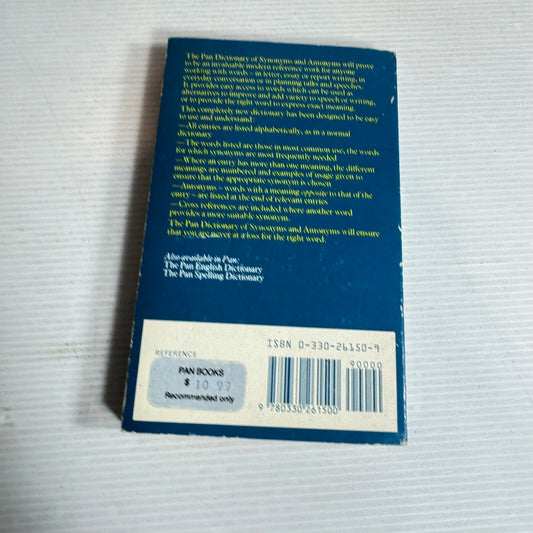 The Pan Dictionary of Synonyms and Antonyms will prove
to be an invaluable modern reference work for anyone
working with words – in letter, essay or report writing, in
everyday conversation or in planning talks and speeches.
It provides easy access to words which can be used as
alternatives to improve and add variety to speech or writing,
or to provide the right word to express exact meaning.
This completely new dictionary has been designed to be easy
to use and understand:
—All entries are listed alphabetically, as in a normal
dictionary
—The words listed are those in most common use, the words
for which synonyms are most frequently needed
—Where an entry has more than one meaning, the different
meanings are numbered and examples of usage given to
ensure that the appropriate synonym is chosen
—Antonyms – words with a meaning opposite to that of the
entry – are listed at the end of relevant entries
—Cross references are included where another word
provides a more suitable synonym.
The Pan Dictionary of Synonyms and Antonyms will ensure
that you are never at a loss for the right word.
Also available in Pan:
The Pan English Dictionary
The Pan Spelling Dictionary
ISBN 0-330-26150-9
REFERENCE
90000
PAN BOOKS
$ 10.99
Recommended only
9 780330 261500